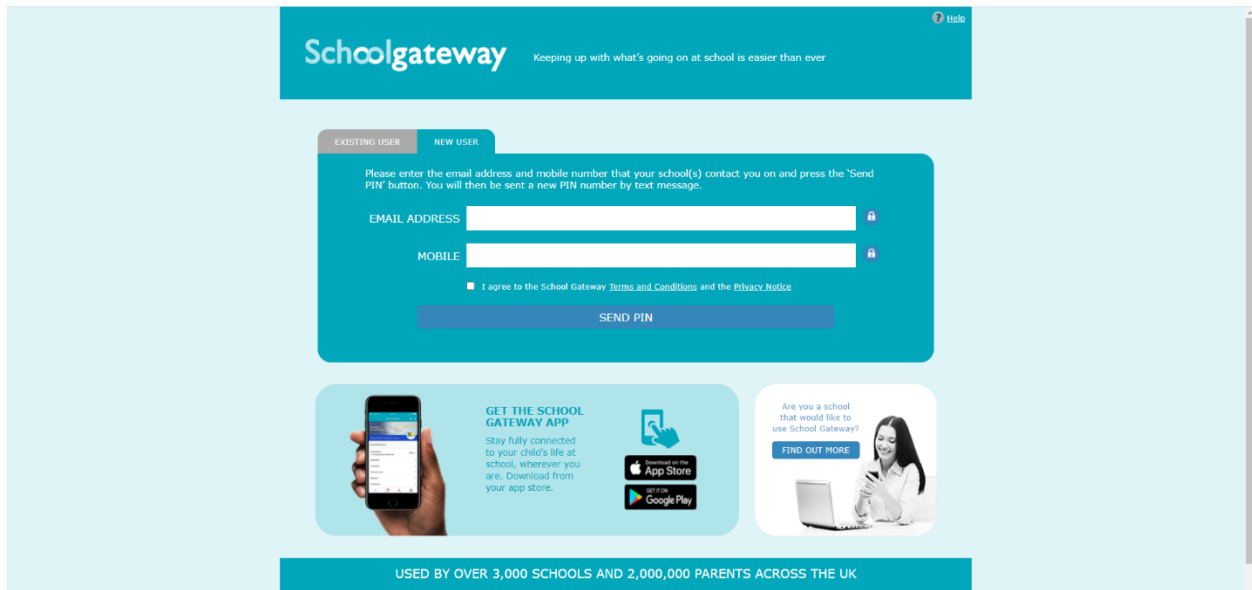 Help
Schoolgateway
Keeping up with what's going on at school is easier than ever
EXISTING USER
NEW USER
Please enter the email address and mobile number that your school(s) contact you on and press the 'Send
PIN' button. You will then be sent a new PIN number by text message.
EMAIL ADDRESS
MOBILE
I agree to the School Gateway Terms and Conditions and the Privacy Notice
SEND PIN
GET THE SCHOOL
GATEWAY APP
Stay fully connected
to your child's life at
school, wherever you
are. Download from
your app store.
Download on the
App Store
GET IT ON
Google Play
Are you a school
that would like to
use School Gateway?
FIND OUT MORE
USED BY OVER 3,000 SCHOOLS AND 2,000,000 PARENTS ACROSS THE UK